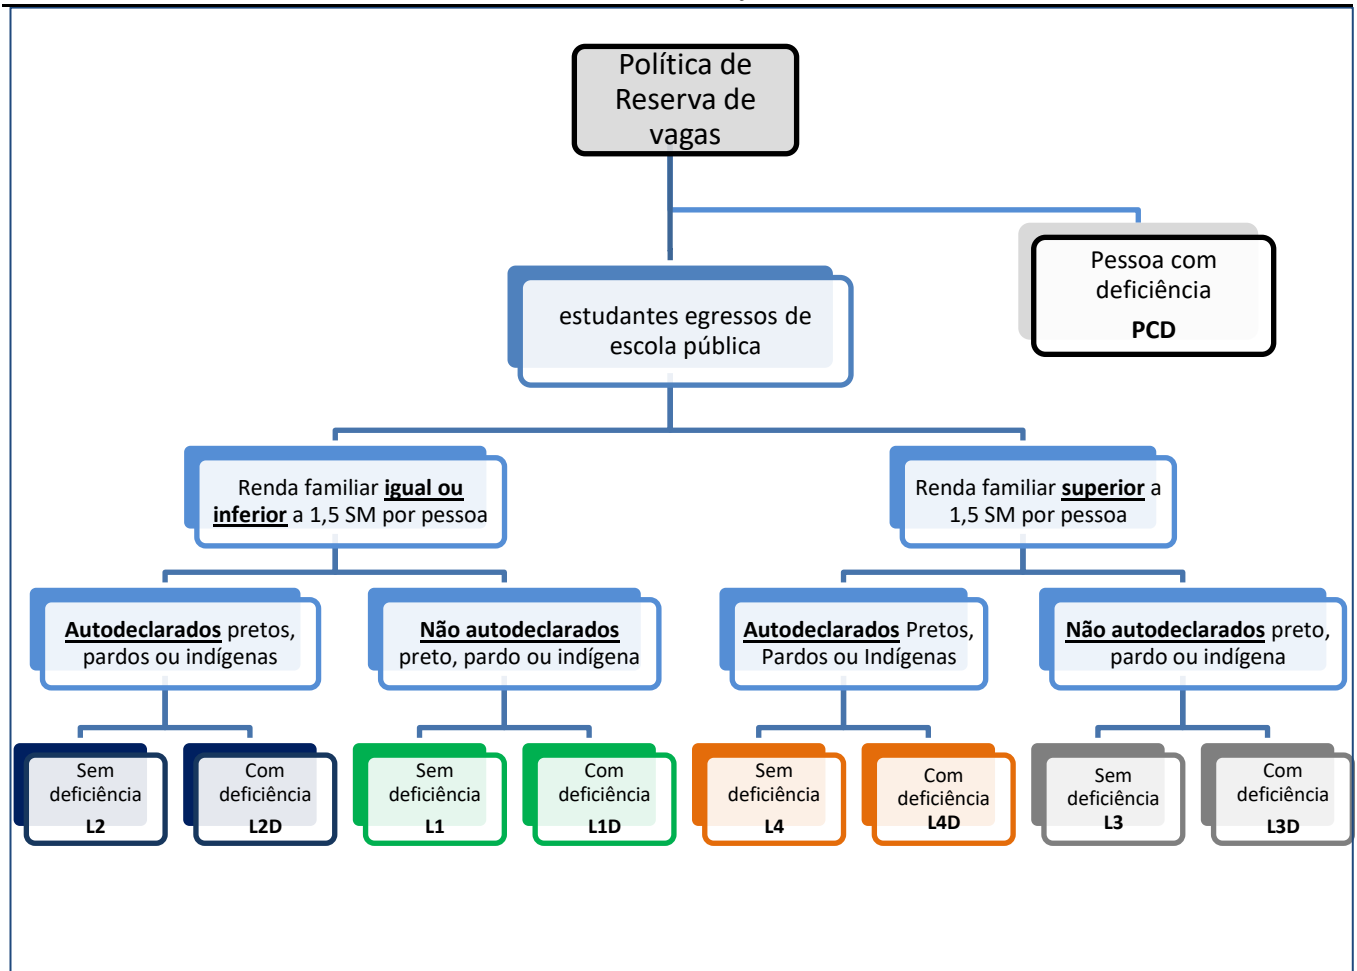 Política de
Reserva de
vagas
Pessoa com
deficiência
PCD
estudantes egressos de
escola pública
Renda familiar igual ou
inferior a 1,5 SM por pessoa
Renda familiar superior a
1,5 SM por pessoa
Autodeclarados pretos,
pardos ou indígenas
Não autodeclarados
preto, pardo ou indígena
Autodeclarados Pretos,
Pardos ou Indígenas
Não autodeclarados preto,
pardo ou indígena
Sem
deficiência
L2
Com
deficiência
L2D
Sem
deficiência
L1
Com
deficiência
L1D
Sem
deficiência
L4
Com
deficiência
L4D
Sem
deficiência
L3
Com
deficiência
L3D